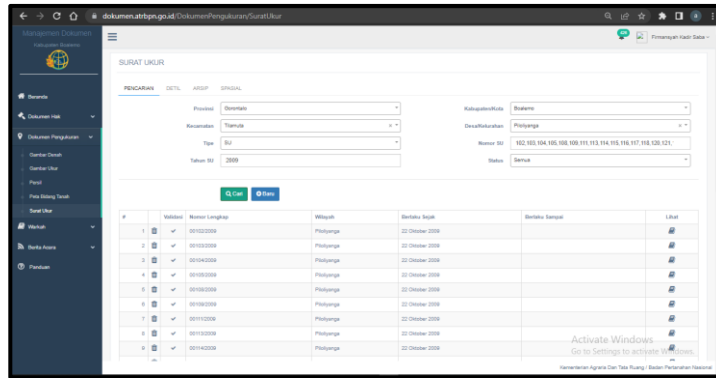 dokumen.atrbpn.go.id/DokumenPengukuran/SuratUkur
Manajemen Dokumen
Kabupaten Boalemo
Firmansyah Kadir Saba
Beranda
Dokumen Hak
Dokumen Pengukuran
Gambar Denah
Gambar Ukur
Persil
Peta Bidang Tanah
Surat Ukur
Warkah
Berita Acara
Panduan
SURAT UKUR
PENCARIAN DETIL ARSIP SPASIAL
Provinsi Gorontalo Kabupaten/Kota Boalemo
Kecamatan Tilamuta × Desa/Kelurahan Piloliyanga ×
Tipe SU Nomor SU 102,103,104,105,108,109,111,113,114,115,116,117,118,120,121,
Tahun SU 2009 Status Semua
Cari Baru
# Validasi Nomor Lengkap Wilayah Berlaku Sejak Berlaku Sampai Lihat
1 00102/2009 Piloliyanga 22 Oktober 2009
2 00103/2009 Piloliyanga 22 Oktober 2009
3 00104/2009 Piloliyanga 22 Oktober 2009
4 00105/2009 Piloliyanga 22 Oktober 2009
5 00108/2009 Piloliyanga 22 Oktober 2009
6 00109/2009 Piloliyanga 22 Oktober 2009
7 00111/2009 Piloliyanga 22 Oktober 2009
8 00113/2009 Piloliyanga 22 Oktober 2009
9 00114/2009 Piloliyanga 22 Oktober 2009
Activate Windows
Go to Settings to activate Windows.
Kementerian Agraria Dan Tata Ruang / Badan Pertanahan Nasional